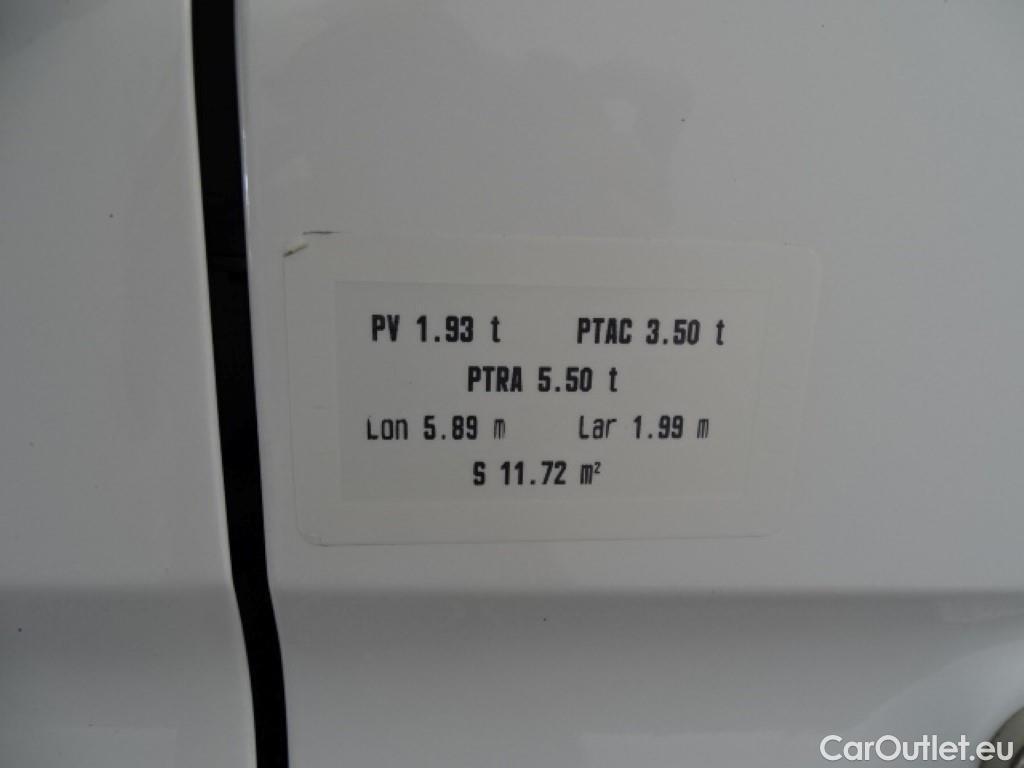 PV 1.93 t PTAC 3.50 t
PTRA 5.50 t
Lon 5.89 m Lar 1.99 m
S 11.72 m²
CarOutlet.eu